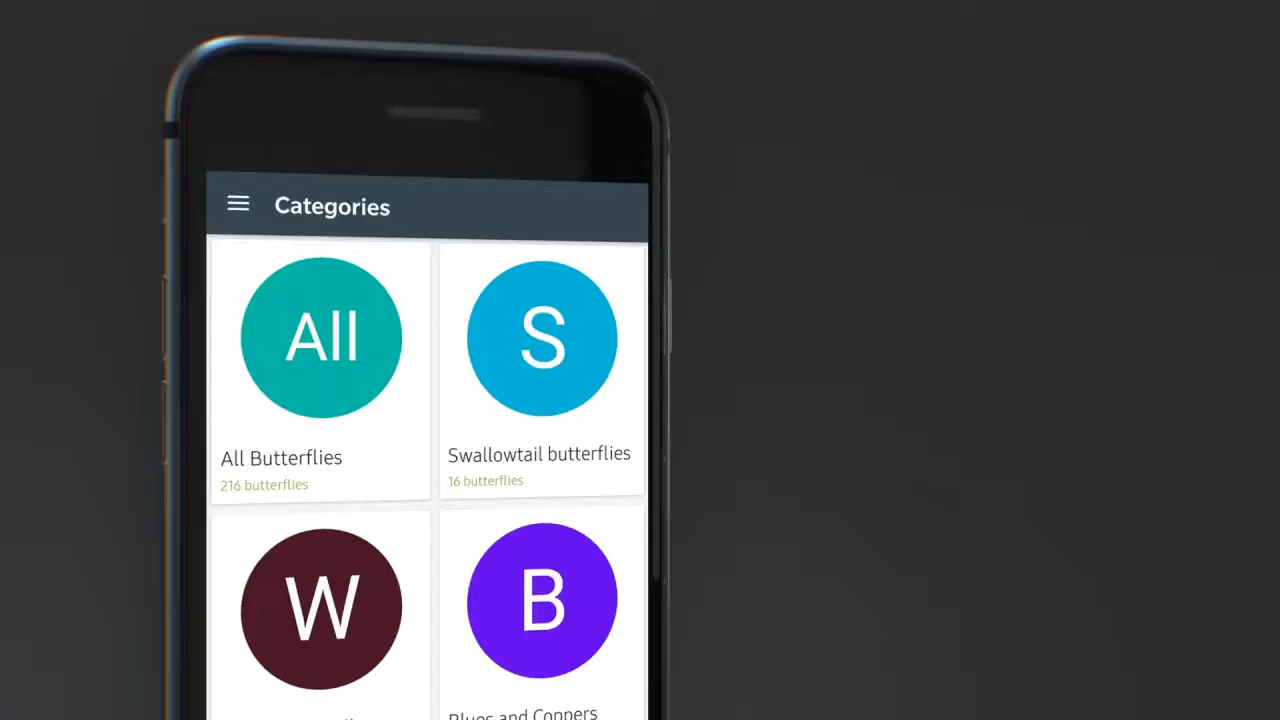 Categories
All
S
All Butterflies
216 butterflies
Swallowtail butterflies
16 butterflies
W
B
Blues and Coppers